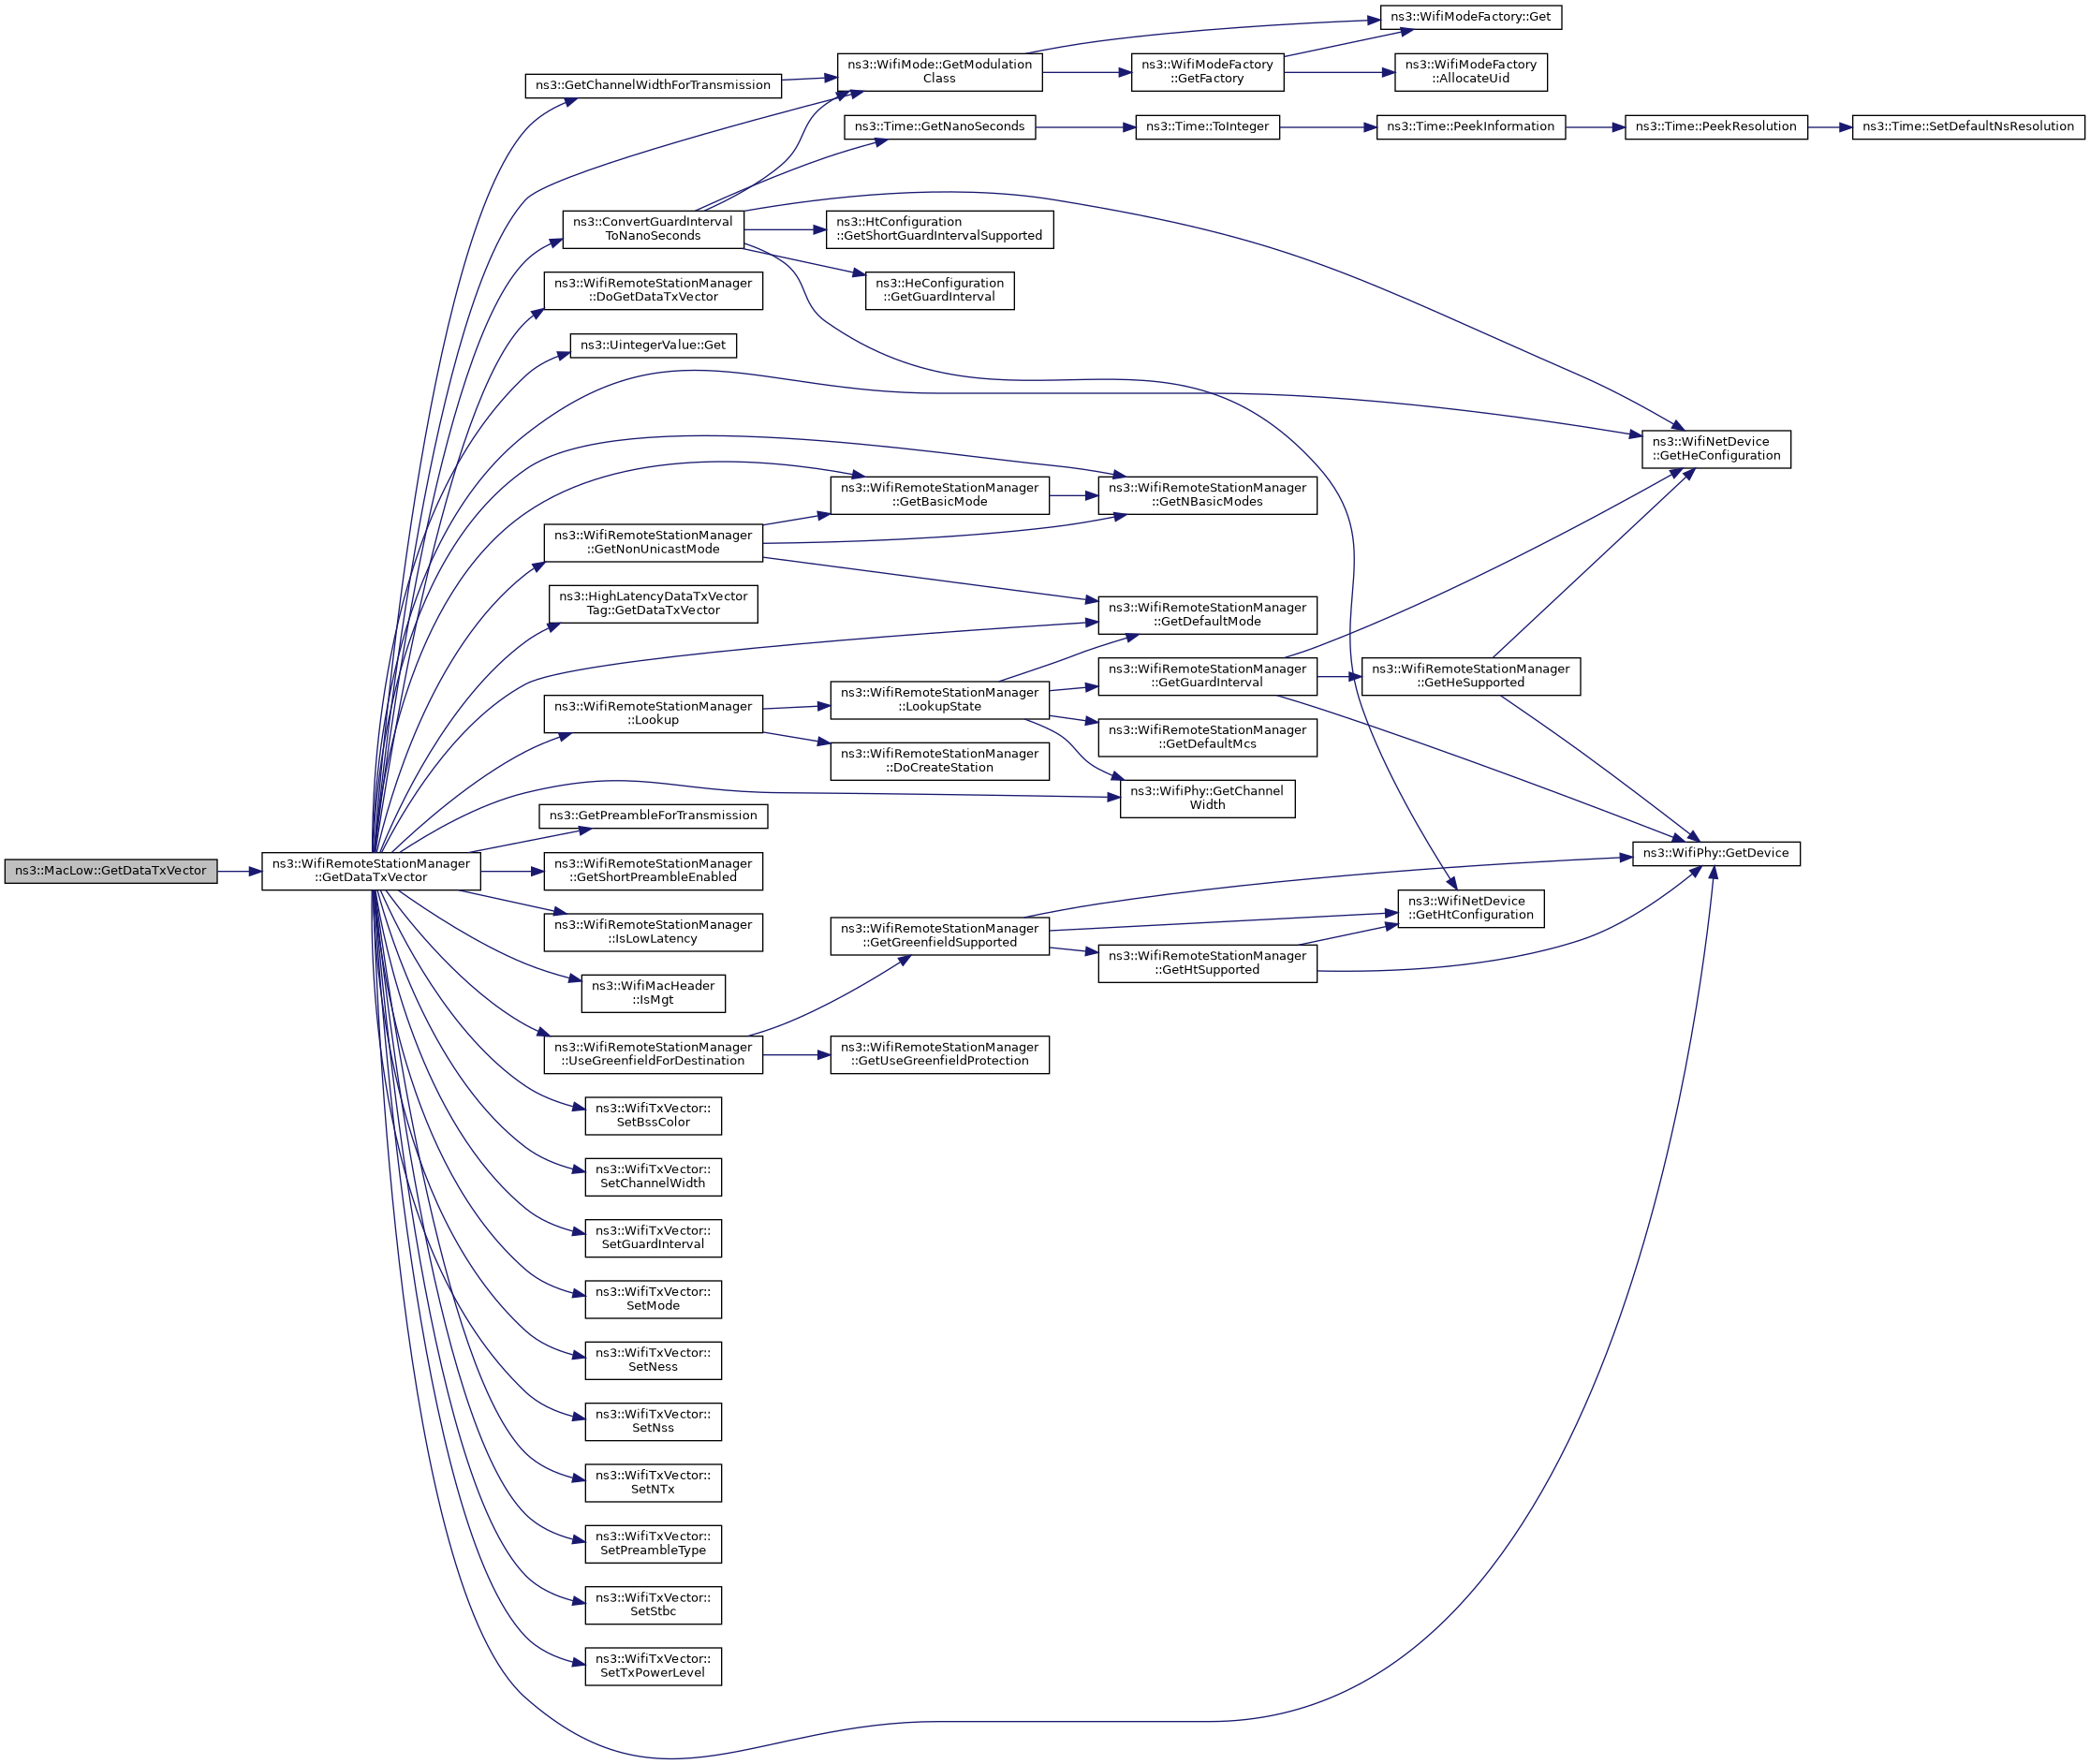 ns3::MacLow::GetDataTxVector
ns3::WifiRemoteStationManager
::GetDataTxVector
ns3::GetChannelWidthForTransmission
ns3::WifiMode::GetModulation
Class
ns3::WifiModeFactory
::GetFactory
ns3::WifiModeFactory::Get
ns3::WifiModeFactory
::AllocateUid
ns3::Time::GetNanoSeconds
ns3::Time::ToInteger
ns3::Time::PeekInformation
ns3::Time::PeekResolution
ns3::Time::SetDefaultNsResolution
ns3::ConvertGuardInterval
ToNanoSeconds
ns3::HtConfiguration
::GetShortGuardIntervalSupported
ns3::HeConfiguration
::GetGuardInterval
ns3::WifiRemoteStationManager
::DoGetDataTxVector
ns3::UintegerValue::Get
ns3::WifiNetDevice
::GetHeConfiguration
ns3::WifiRemoteStationManager
::GetBasicMode
ns3::WifiRemoteStationManager
::GetNBasicModes
ns3::WifiRemoteStationManager
::GetNonUnicastMode
ns3::HighLatencyDataTxVector
Tag::GetDataTxVector
ns3::WifiRemoteStationManager
::GetDefaultMode
ns3::WifiRemoteStationManager
::GetGuardInterval
ns3::WifiRemoteStationManager
::GetHeSupported
ns3::WifiRemoteStationManager
::Lookup
ns3::WifiRemoteStationManager
::LookupState
ns3::WifiRemoteStationManager
::GetDefaultMcs
ns3::WifiRemoteStationManager
::DoCreateStation
ns3::WifiPhy::GetChannel
Width
ns3::GetPreambleForTransmission
ns3::WifiRemoteStationManager
::GetShortPreambleEnabled
ns3::WifiPhy::GetDevice
ns3::WifiRemoteStationManager
::IsLowLatency
ns3::WifiRemoteStationManager
::GetGreenfieldSupported
ns3::WifiNetDevice
::GetHtConfiguration
ns3::WifiRemoteStationManager
::GetHtSupported
ns3::WifiMacHeader
::IsMgt
ns3::WifiRemoteStationManager
::UseGreenfieldForDestination
ns3::WifiRemoteStationManager
::GetUseGreenfieldProtection
ns3::WifiTxVector::
SetBssColor
ns3::WifiTxVector::
SetChannelWidth
ns3::WifiTxVector::
SetGuardInterval
ns3::WifiTxVector::
SetMode
ns3::WifiTxVector::
SetNess
ns3::WifiTxVector::
SetNss
ns3::WifiTxVector::
SetNTx
ns3::WifiTxVector::
SetPreambleType
ns3::WifiTxVector::
SetStbc
ns3::WifiTxVector::
SetTxPowerLevel